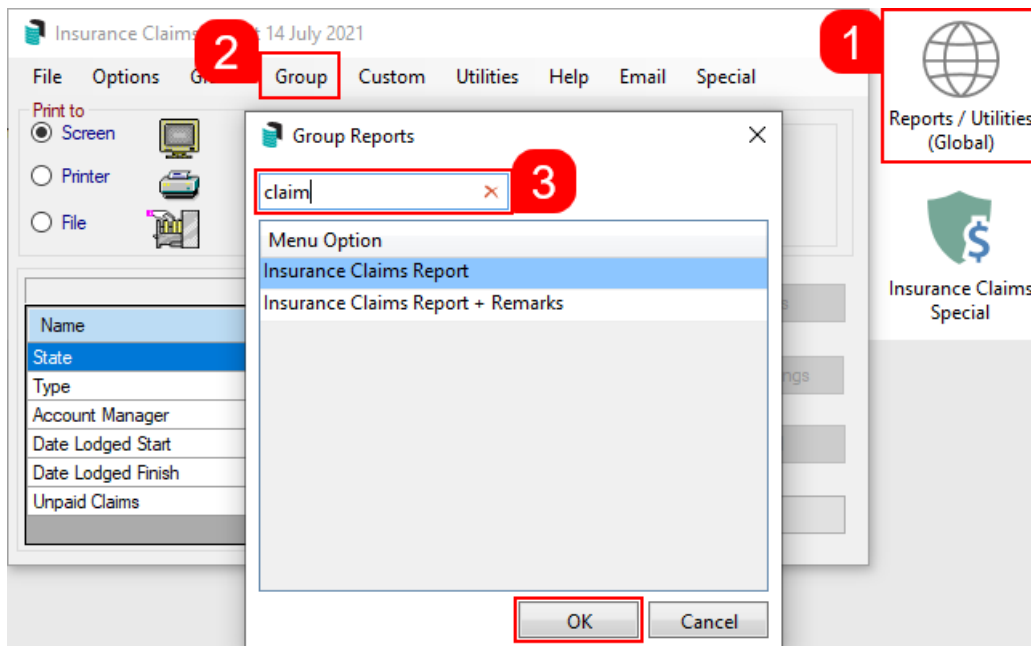 Insurance Claims
14 July 2021
2
1
File Options Group Custom Utilities Help Email Special
Print to
Screen
Printer
File
Reports / Utilities
(Global)
Group Reports
claim
3
Menu Option
Insurance Claims Report
Insurance Claims Report + Remarks
Insurance Claims
Special
Name
State
Type
Account Manager
Date Lodged Start
Date Lodged Finish
Unpaid Claims
OK
Cancel